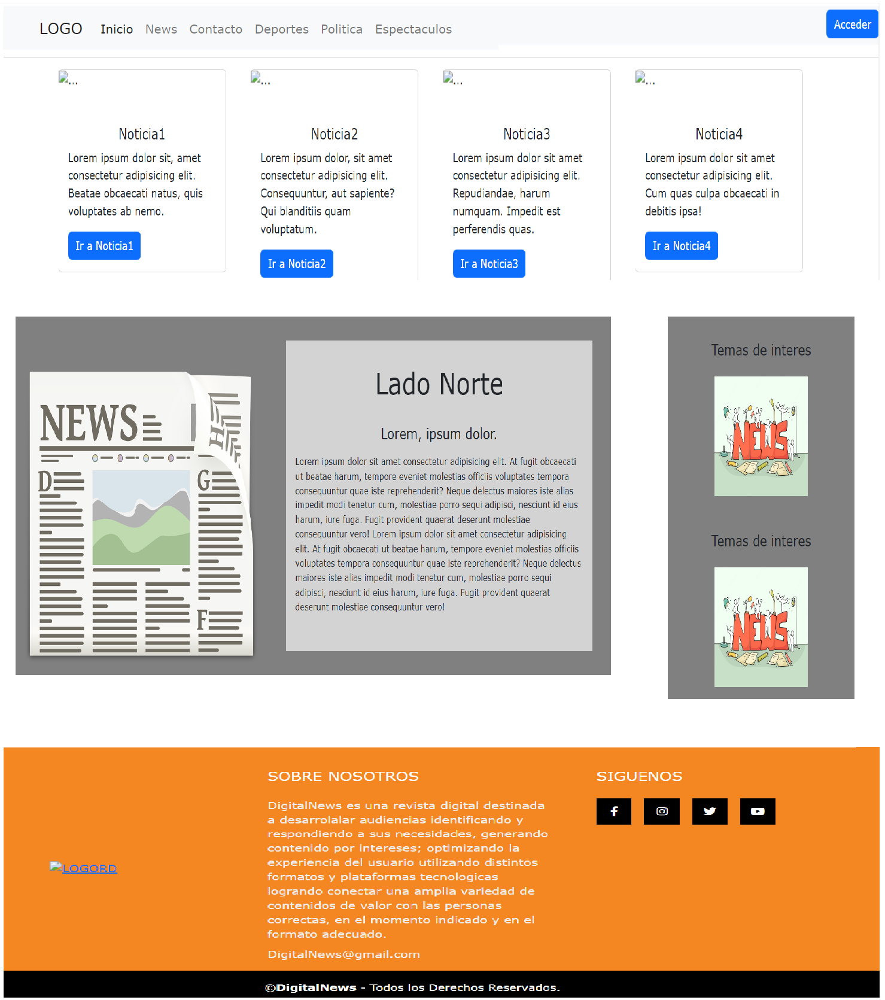 LOGO Inicio News Contacto Deportes Politica Espectaculos Acceder
...
Noticia1
Lorem ipsum dolor sit, amet
consectetur adipisicing elit.
Beatae obcaecati natus, quis
voluptates ab nemo.
Ir a Noticia1
...
Noticia2
Lorem ipsum dolor, sit amet
consectetur adipisicing elit.
Consequuntur, aut sapiente?
Qui blanditiis quam
voluptatum.
Ir a Noticia2
...
Noticia3
Lorem ipsum dolor sit amet
consectetur adipisicing elit.
Repudiandae, harum
numquam. Impedit est
perferendis quas.
Ir a Noticia3
...
Noticia4
Lorem ipsum dolor sit amet
consectetur adipisicing elit.
Cum quas culpa obcaecati in
debitis ipsa!
Ir a Noticia4
NEWS
H
D
G
F
Lado Norte
Lorem, ipsum dolor.
Lorem ipsum dolor sit amet consectetur adipisicing elit. At fugit obcaecati
ut beatae harum, tempore eveniet molestias officiis voluptates tempora
consequuntur quae iste reprehenderit? Neque delectus maiores iste alias
impedit modi tenetur cum, molestiae porro sequi adipisci, nesciunt id eius
harum, iure fuga. Fugit provident quaerat deserunt molestiae
consequuntur vero! Lorem ipsum dolor sit amet consectetur adipisicing
elit. At fugit obcaecati ut beatae harum, tempore eveniet molestias officiis
voluptates tempora consequuntur quae iste reprehenderit? Neque delectus
maiores iste alias impedit modi tenetur cum, molestiae porro sequi
adipisci, nesciunt id eius harum, iure fuga. Fugit provident quaerat
deserunt molestiae consequuntur vero!
Temas de interes
NEWS
Temas de interes
NEWS
LOGORD
SOBRE NOSOTROS
DigitalNews es una revista digital destinada
a desarrolalar audiencias identificando y
respondiendo a sus necesidades, generando
contenido por intereses; optimizando la
experiencia del usuario utilizando distintos
formatos y plataformas tecnologicas
logrando conectar una amplia variedad de
contenidos de valor con las personas
correctas, en el momento indicado y en el
formato adecuado.
DigitalNews@gmail.com
SIGUENOS
©DigitalNews - Todos los Derechos Reservados.